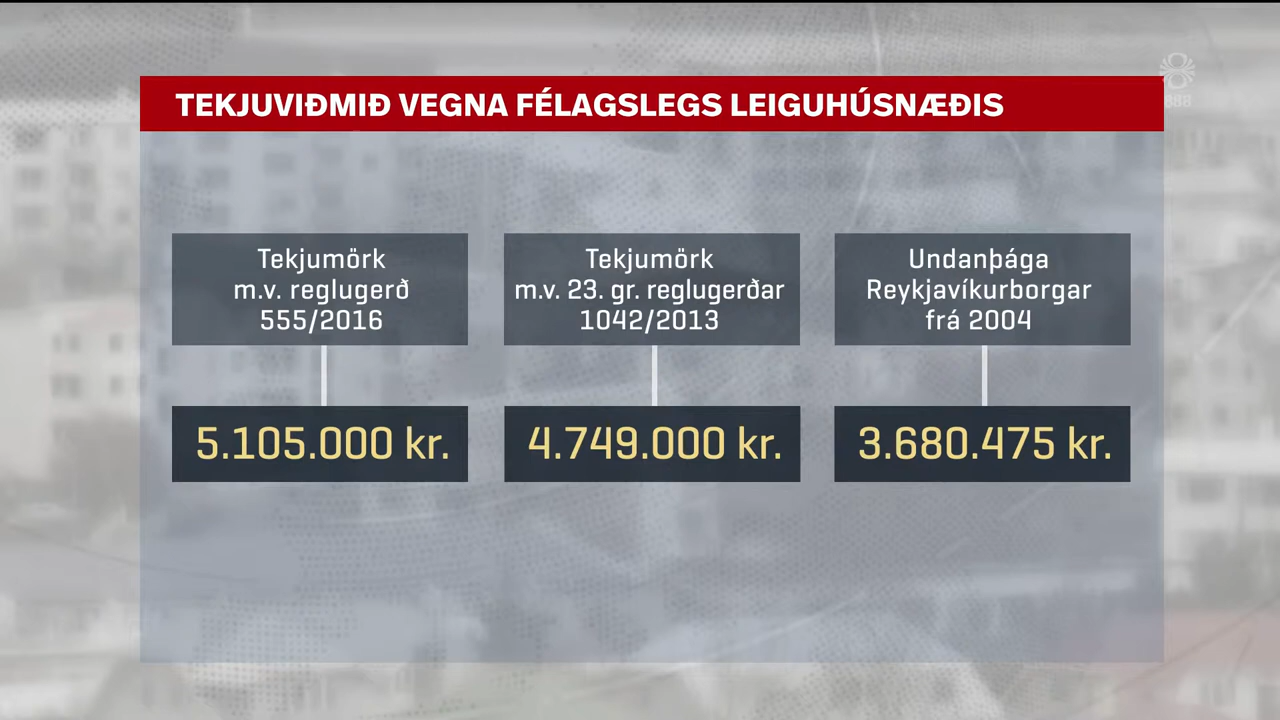 TEKJUVIÐMIÐ VEGNA FÉLAGSLEGS LEIGUHÚSNÆÐIS
888
Tekjumörk
m.v. reglugerð
555/2016
5.105.000 kr.
Tekjumörk
m.v. 23. gr. reglugerðar
1042/2013
4.749.000 kr.
Undanþága
Reykjavíkurborgar
frá 2004
3.680.475 kr.